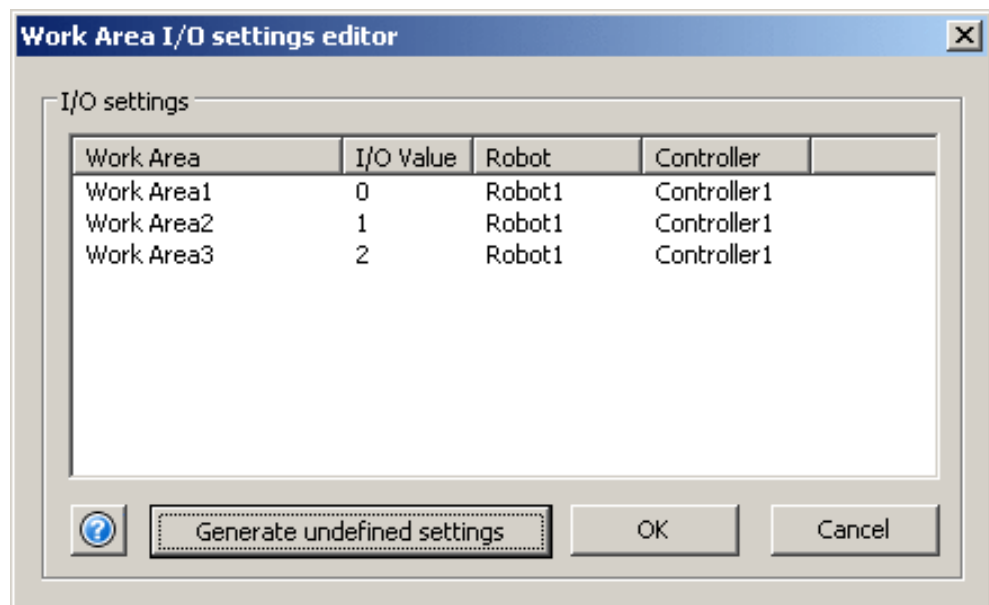 Work Area I/O settings editor
I/O settings
Work Area I/O Value Robot Controller
Work Area1 0 Robot1 Controller1
Work Area2 1 Robot1 Controller1
Work Area3 2 Robot1 Controller1
? Generate undefined settings OK Cancel